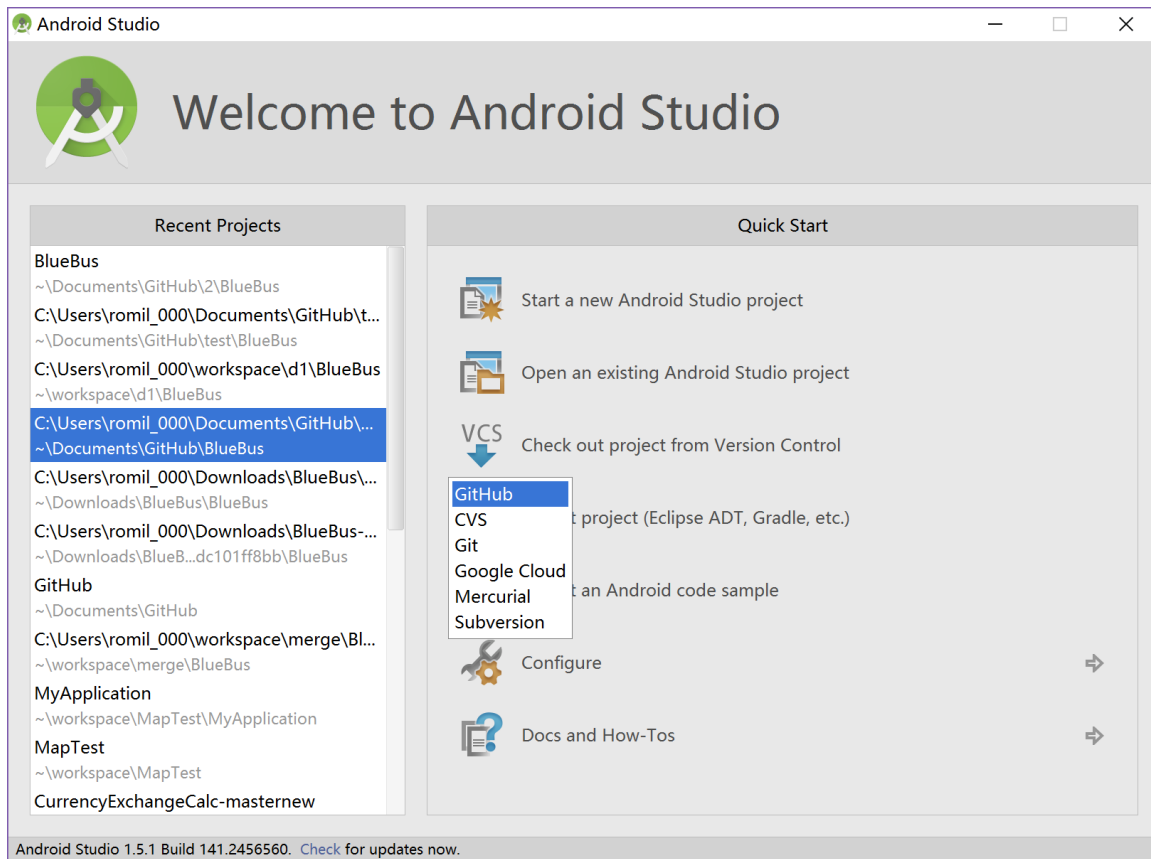 Android Studio
Welcome to Android Studio
Recent Projects
BlueBus
~\Documents\GitHub\2\BlueBus
C:\Users\romil_000\Documents\GitHub\t...
~\Documents\GitHub\test\BlueBus
C:\Users\romil_000\workspace\d1\BlueBus
~\workspace\d1\BlueBus
C:\Users\romil_000\Documents\GitHub\...
~\Documents\GitHub\BlueBus
C:\Users\romil_000\Downloads\BlueBus\...
~\Downloads\BlueBus\BlueBus
C:\Users\romil_000\Downloads\BlueBus-...
~\Downloads\BlueB...dc101ff8bb\BlueBus
GitHub
~\Documents\GitHub
C:\Users\romil_000\workspace\merge\Bl...
~\workspace\merge\BlueBus
MyApplication
~\workspace\MapTest\MyApplication
MapTest
~\workspace\MapTest
CurrencyExchangeCalc-masternew
Quick Start
Start a new Android Studio project
Open an existing Android Studio project
VCS
Check out project from Version Control
GitHub
CVS
Git
Google Cloud
Mercurial
Subversion
t project (Eclipse ADT, Gradle, etc.)
t an Android code sample
Configure
Docs and How-Tos
Android Studio 1.5.1 Build 141.2456560. Check for updates now.